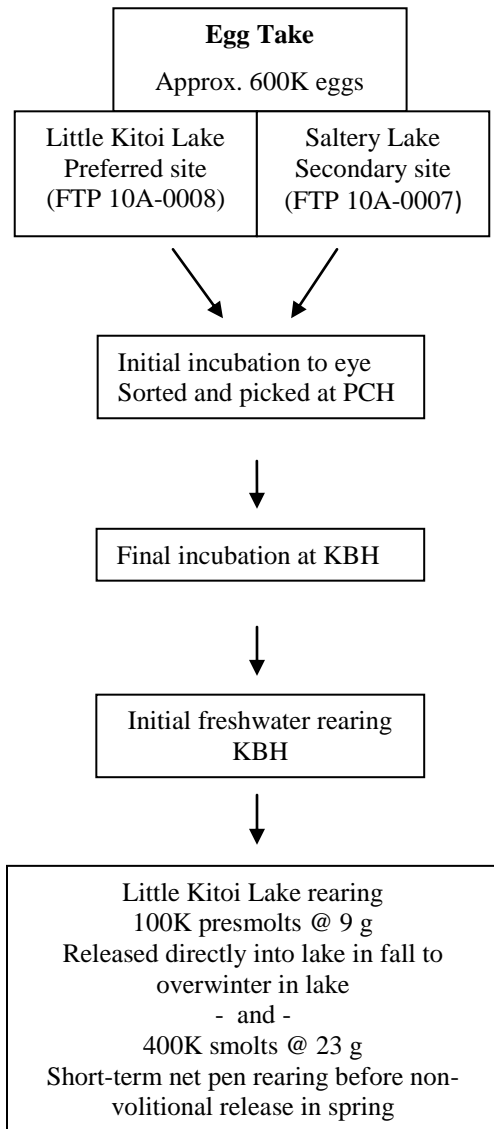 Egg Take
Approx. 600K eggs
Little Kitoi Lake
Preferred site
(FTP 10A-0008)
Saltery Lake
Secondary site
(FTP 10A-0007)
Initial incubation to eye
Sorted and picked at PCH
Final incubation at KBH
Initial freshwater rearing
KBH
Little Kitoi Lake rearing
100K presmolts @ 9 g
Released directly into lake in fall to
overwinter in lake
- and -
400K smolts @ 23 g
Short-term net pen rearing before non-
volitional release in spring